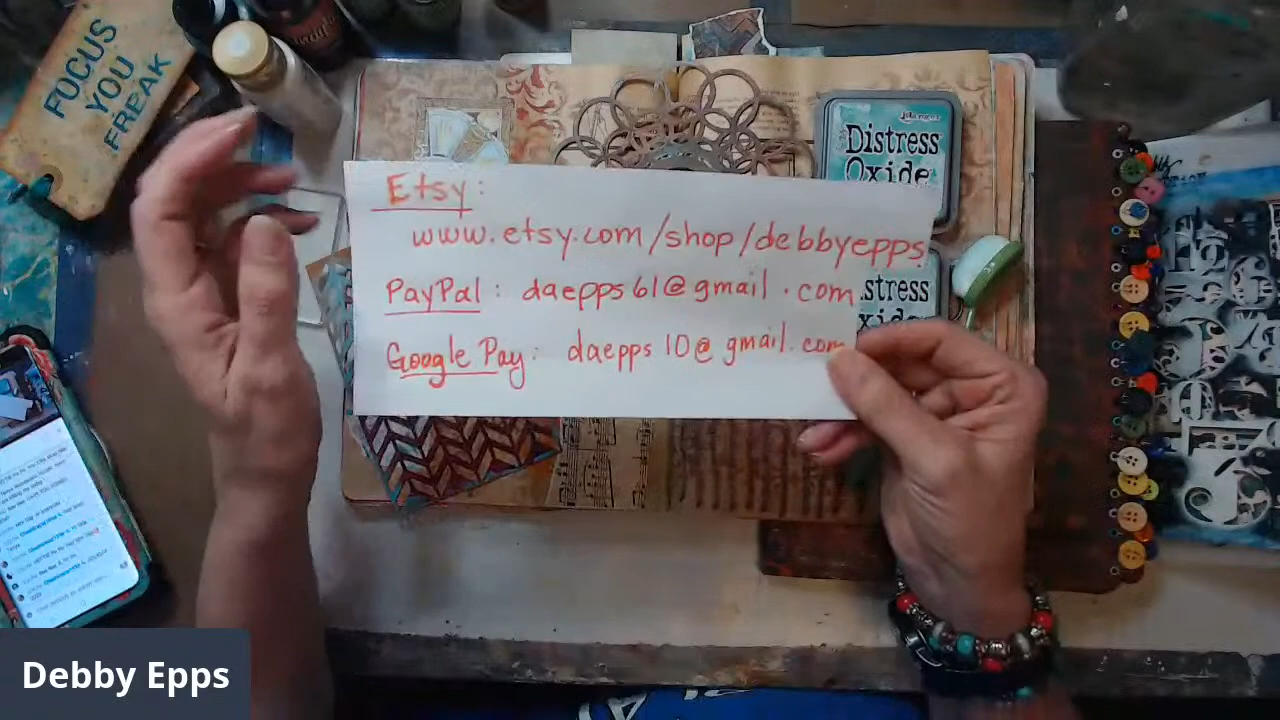 FOCUS
YOU
FREAK
Distress
Oxide
Etsy:
www.etsy.com/shop/debbyepps
PayPal: daepps61@gmail.com
Google Pay: daepps10@gmail.com
stress
Debby Epps